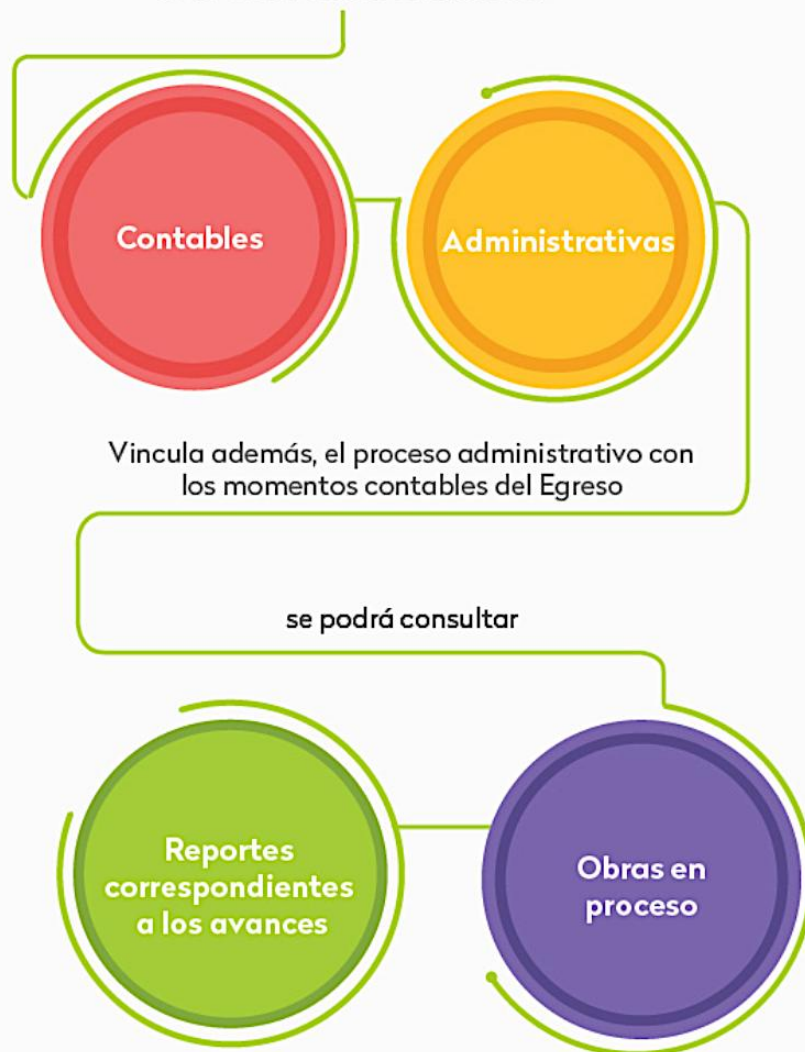 Contables
Administrativas
Vincula además, el proceso administrativo con
los momentos contables del Egreso
se podrá consultar
Reportes
correspondientes
a los avances
Obras en
proceso